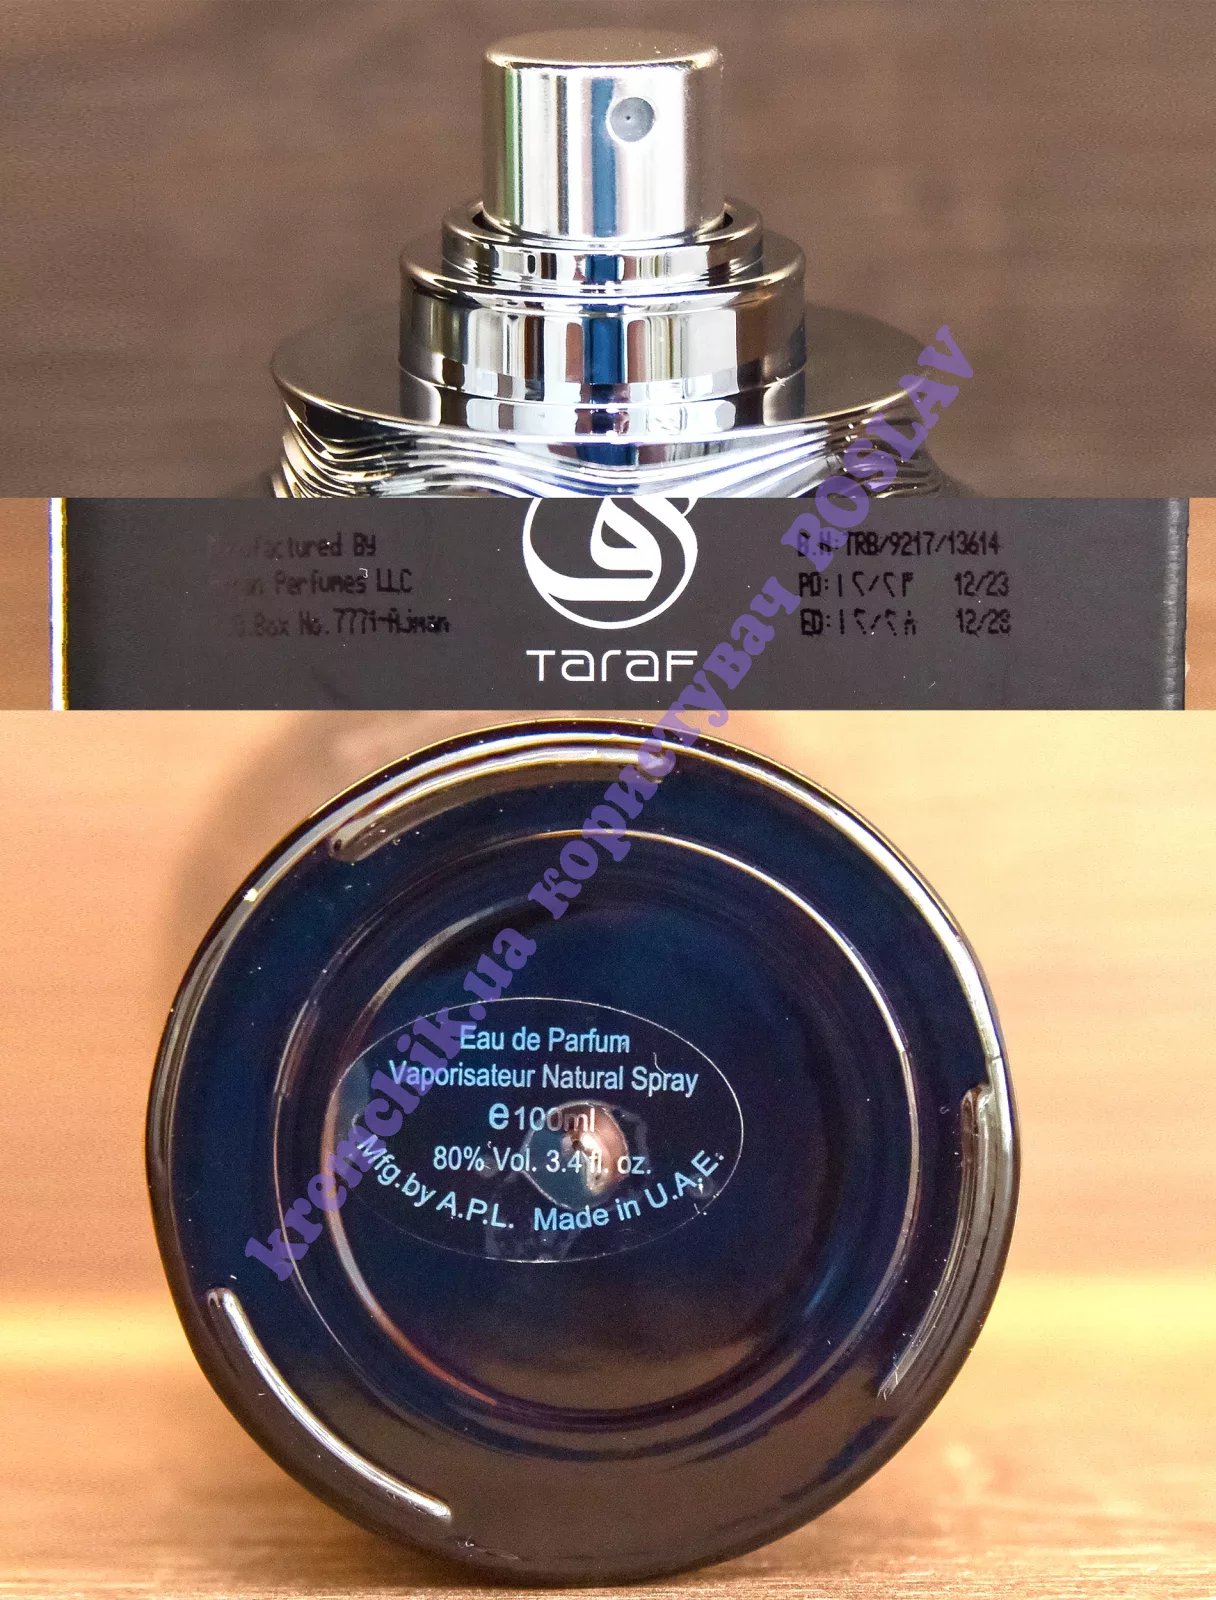 Manufactured By
Perfumes LLC
Box No. 7771-Ajman
TARAF
B.N:TRB/9217/13614
PD:١٢/٢٣ 12/23
ED:١٢/٢٨ 12/28
kremchik.ua користувач ROSLAV
Eau de Parfum
Vaporisateur Natural Spray
e100ml
80% Vol. 3.4 fl. oz.
Mfg.by A.P.L. Made in U.A.E.